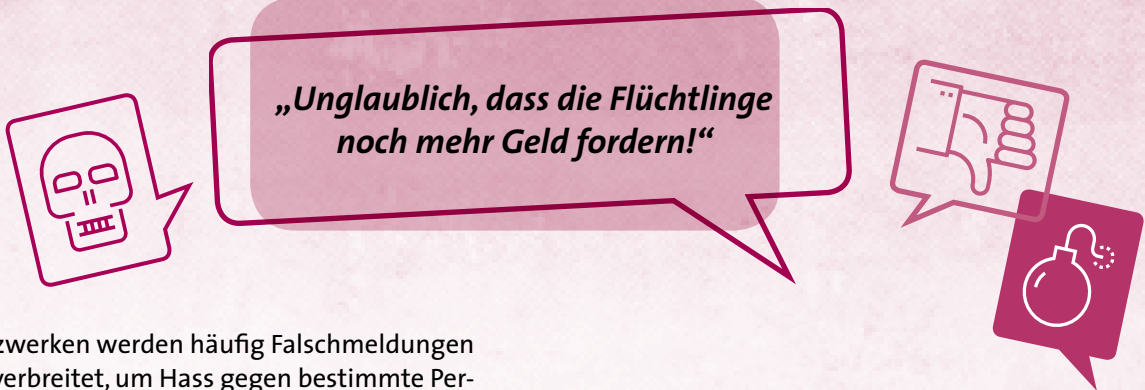 „Unglaublich, dass die Flüchtlinge
noch mehr Geld fordern!“
zwerken werden häufig Falschmeldungen
verbreitet, um Hass gegen bestimmte Per-